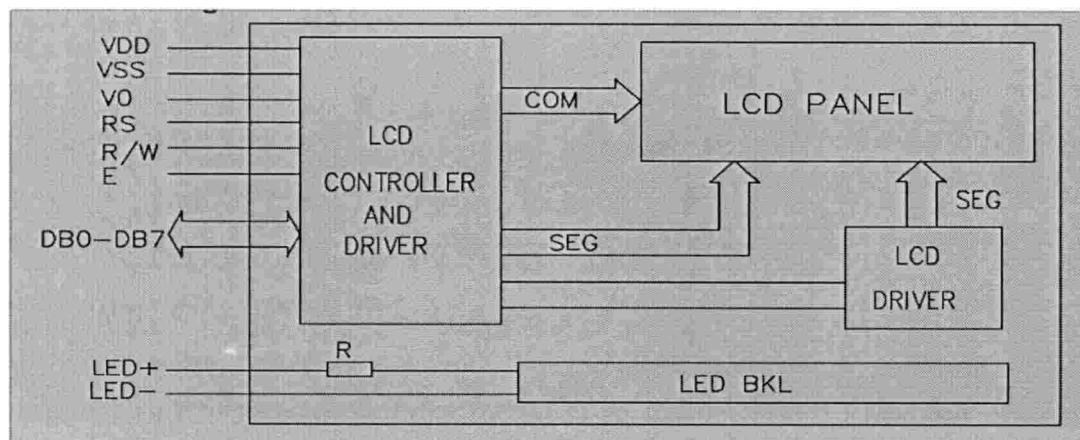 VDD
VSS
VO
RS
R/W
E
DB0-DB7
LCD
CONTROLLER
AND
DRIVER
COM
LCD PANEL
SEG
SEG
LCD
DRIVER
R
LED+
LED-
LED BKL